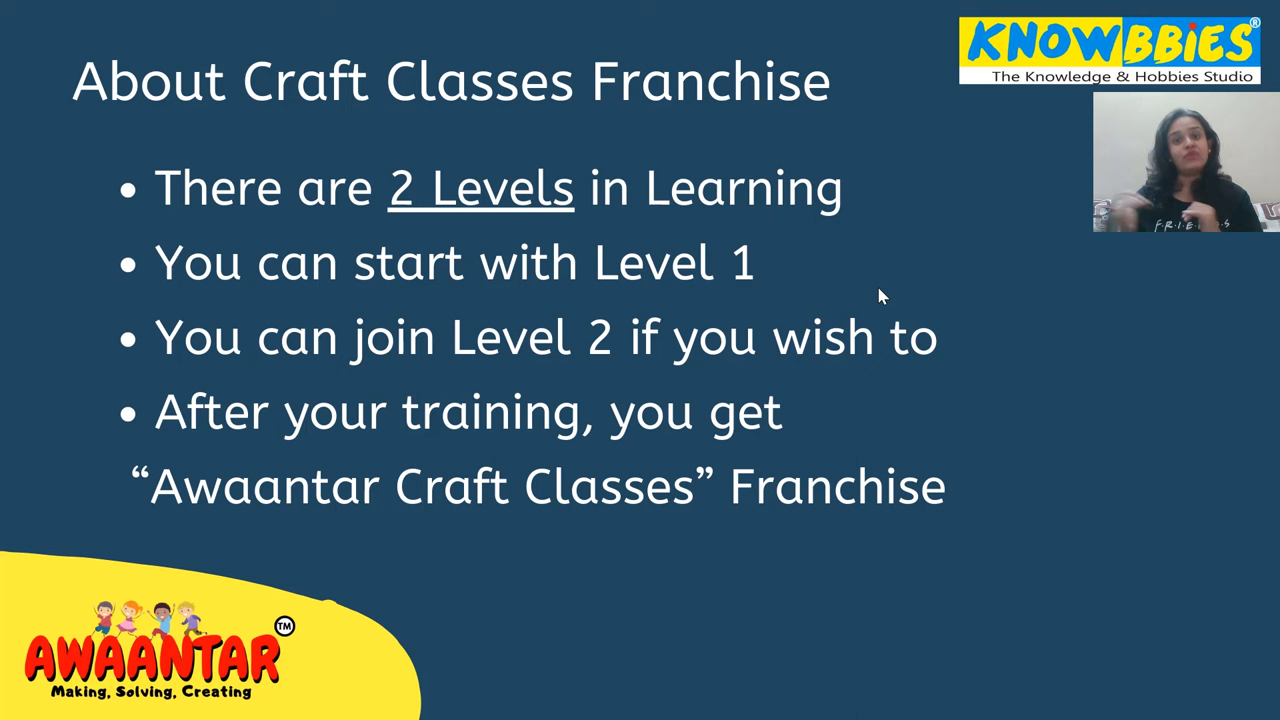 KNOWBBiES®
The Knowledge & Hobbies Studio
About Craft Classes Franchise
• There are 2 Levels in Learning
• You can start with Level 1
• You can join Level 2 if you wish to
• After your training, you get
“Awaantar Craft Classes” Franchise
F·R·I·E
S
AWAANTAR TM
Making, Solving, Creating